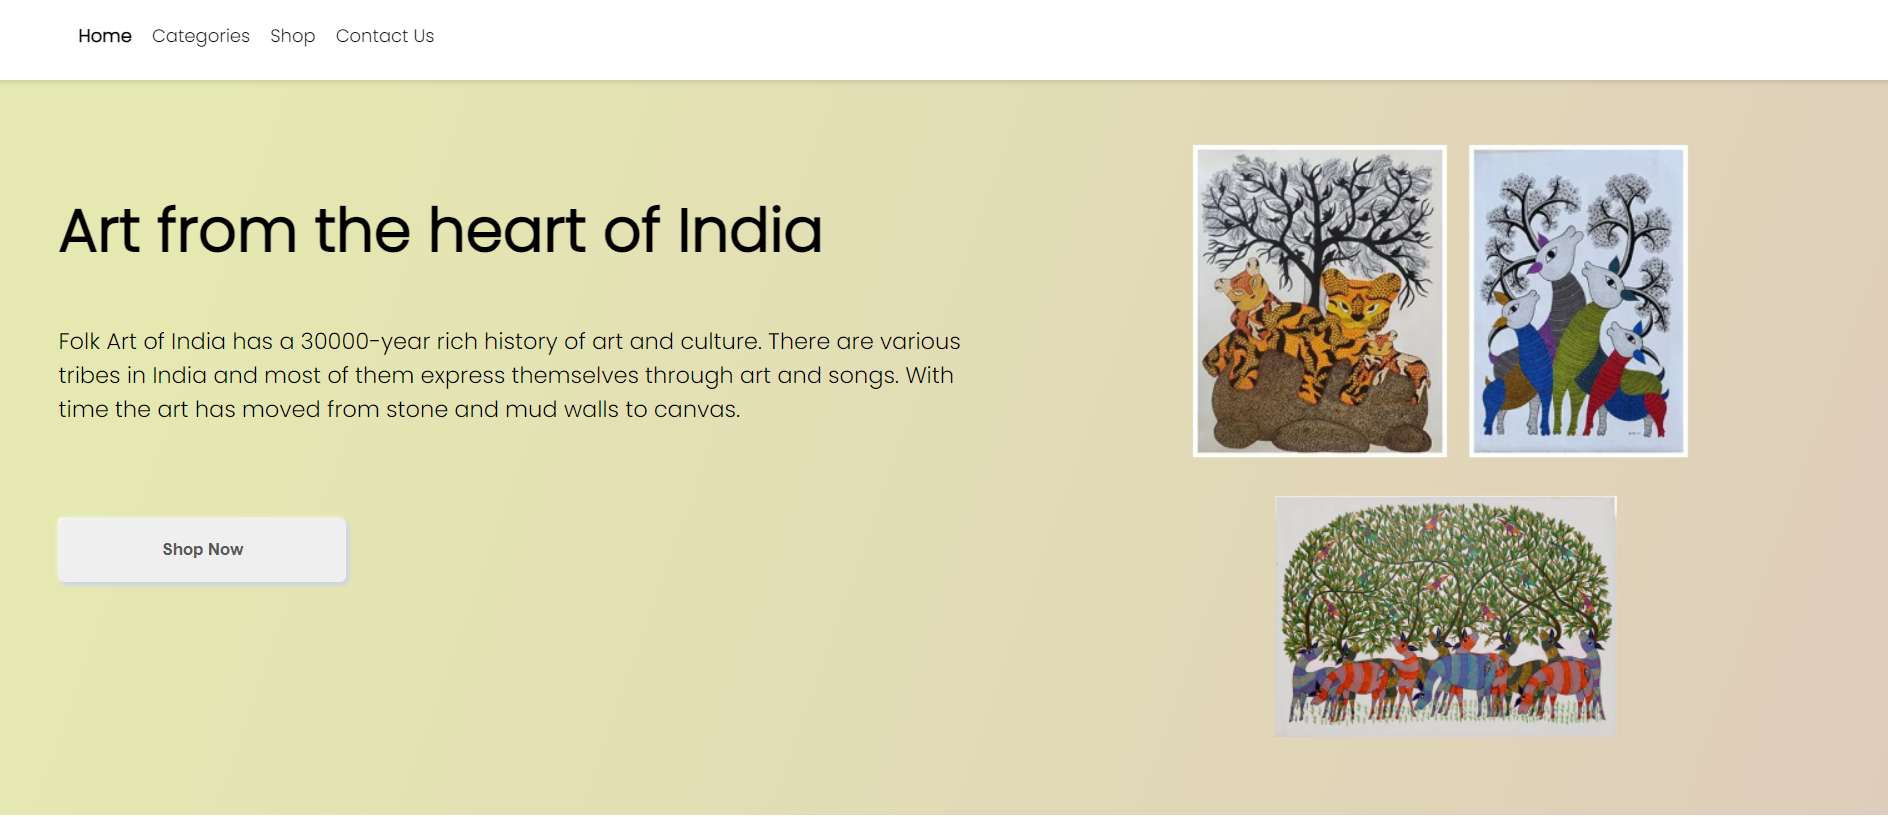 Home Categories Shop Contact Us
Art from the heart of India
Folk Art of India has a 30000-year rich history of art and culture. There are various
tribes in India and most of them express themselves through art and songs. With
time the art has moved from stone and mud walls to canvas.
Shop Now